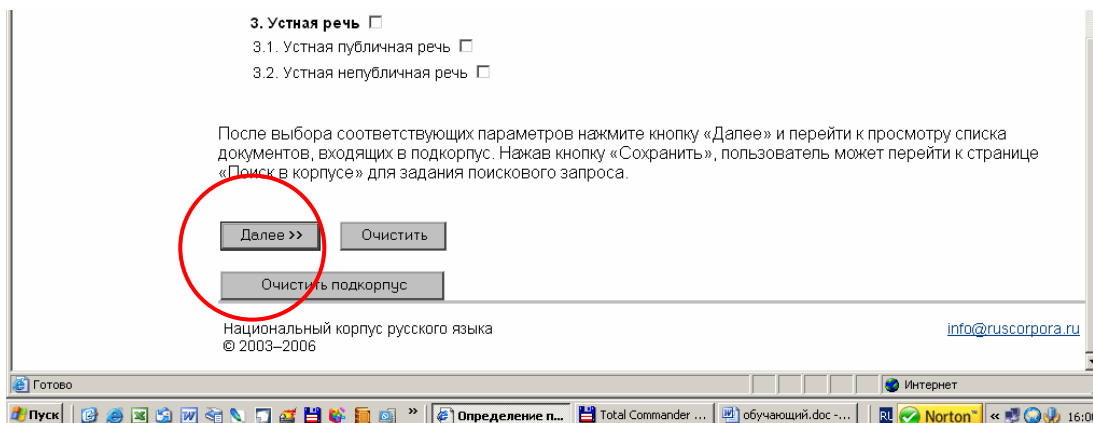 3. Устная речь
3.1. Устная публичная речь
3.2. Устная непубличная речь
После выбора соответствующих параметров нажмите кнопку «Далее» и перейти к просмотру списка
документов, входящих в подкорпус. Нажав кнопку «Сохранить», пользователь может перейти к странице
«Поиск в корпусе» для задания поискового запроса.
Далее >> Очистить
Очистить подкорпус
Национальный корпус русского языка info@ruscorpora.ru
© 2003–2006
Готово Интернет
Пуск » Определение п... Total Commander ... обучающий.doc -... RL Norton™ « 16:00